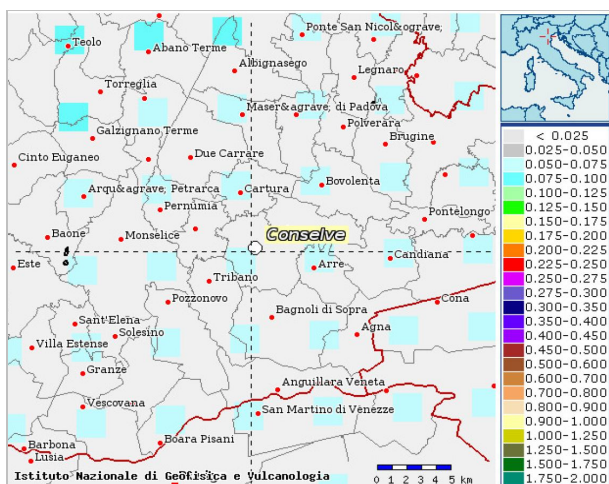 Ponte San Nicol&ograve;
Teolo
Abano Terme
Albignasego
Legnaro
Torreglia
Maser&agrave; di Padova
Polverara
Galzignano Terme
Brugine
Cinto Euganeo
Due Carrare
Arqu&agrave; Petrarca
Cartura
Bovolenta
Pernumia
Pontelongo
Baone
Monselice
Conselve
Candiana
Este
Tribano
Arre
Pozzonovo
Cona
Bagnoli di Sopra
Sant'Elena
Solesino
Agna
Villa Estense
Granze
Anguillara Veneta
Vescovana
San Martino di Venezze
Barbona
Boara Pisani
Lusia
Istituto Nazionale di Geofisica e Vulcanologia
0 1 2 3 4 5 km
< 0.025
0.025-0.050
0.050-0.075
0.075-0.100
0.100-0.125
0.125-0.150
0.150-0.175
0.175-0.200
0.200-0.225
0.225-0.250
0.250-0.275
0.275-0.300
0.300-0.350
0.350-0.400
0.400-0.450
0.450-0.500
0.500-0.600
0.600-0.700
0.700-0.800
0.800-0.900
0.900-1.000
1.000-1.250
1.250-1.500
1.500-1.750
1.750-2.000